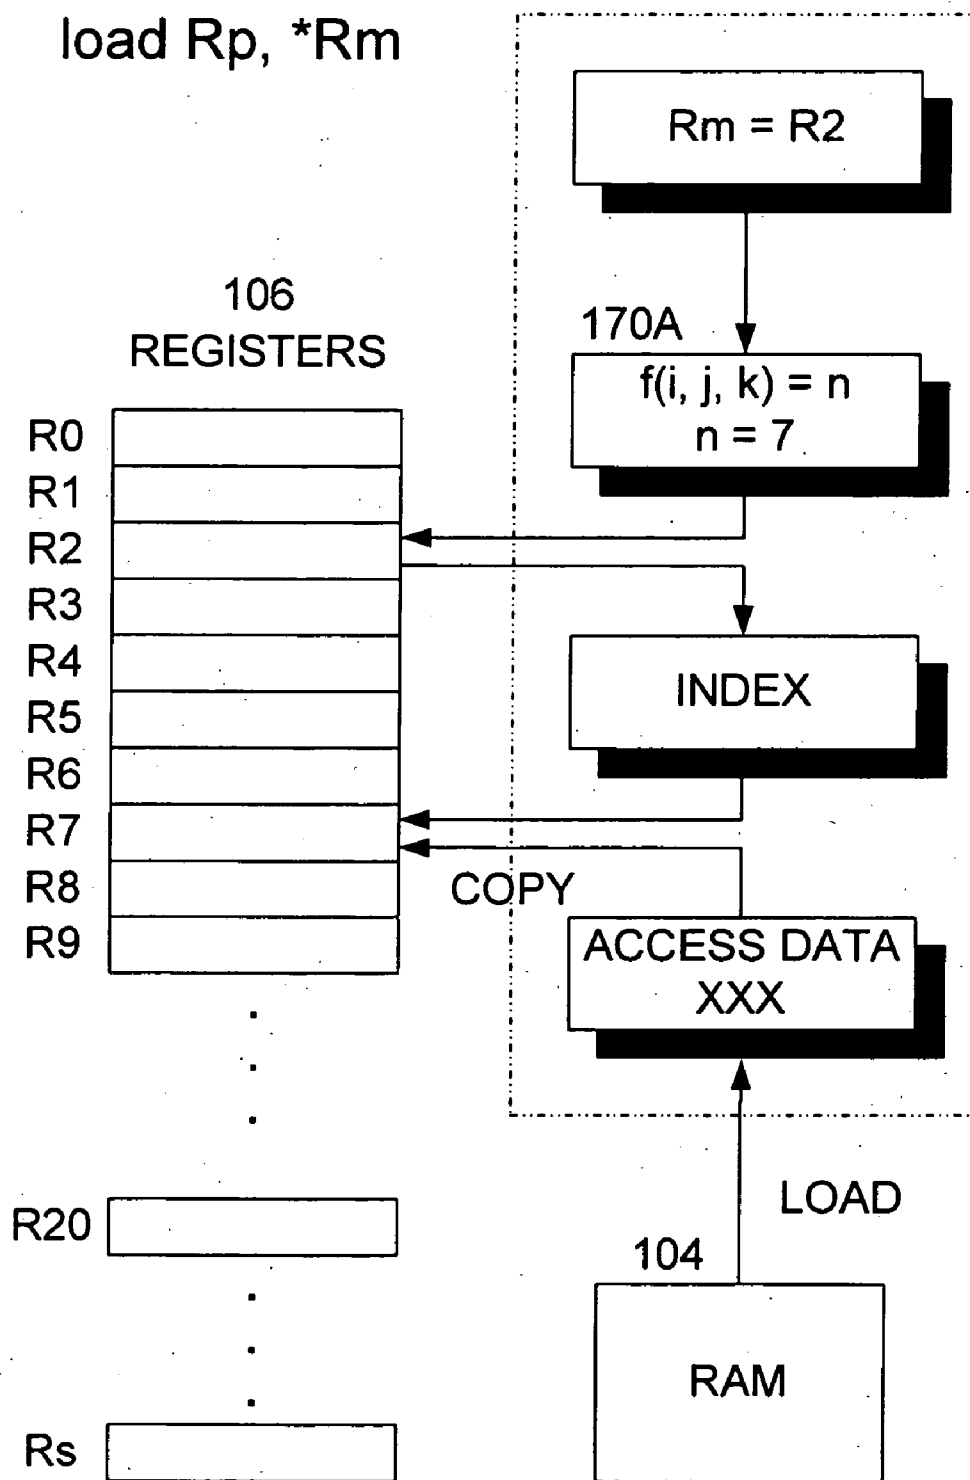 load Rp, *Rm
Rm = R2
106
REGISTERS
170A
f(i, j, k) = n
n = 7
R0
R1
R2
R3
R4
INDEX
R5
R6
R7
R8
COPY
R9
ACCESS DATA
XXX
LOAD
R20
104
RAM
Rs